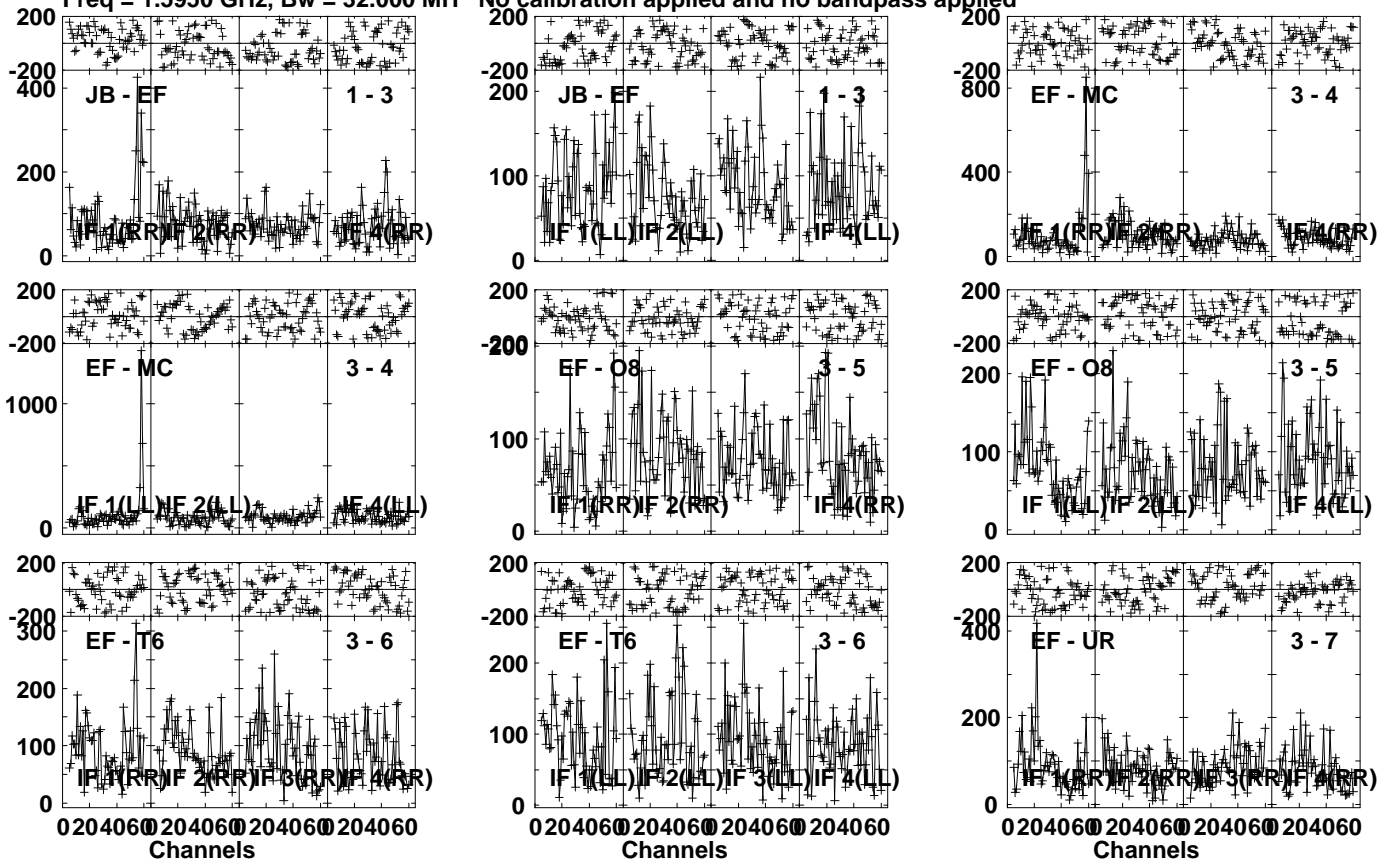 Freq = 1.5950 GHz, Bw = 32.000 MH No calibration applied and no bandpass applied
200
-200
400
200
0
JB - EF
1 - 3
IF 1(RR)
IF 2(RR)
IF 4(RR)
200
-200
200
100
0
JB - EF
1 - 3
IF 1(LL)
IF 2(LL)
IF 4(LL)
200
-200
800
400
0
EF - MC
3 - 4
IF 1(RR)
IF 2(RR)
IF 4(RR)
200
-200
1000
0
EF - MC
3 - 4
IF 1(LL)
IF 2(LL)
IF 4(LL)
200
-200
200
100
0
EF - O8
3 - 5
IF 1(RR)
IF 2(RR)
IF 4(RR)
200
-200
200
100
0
EF - O8
3 - 5
IF 1(LL)
IF 2(LL)
IF 4(LL)
200
-200
300
200
100
0
EF - T6
3 - 6
IF 1(RR)
IF 2(RR)
IF 3(RR)
IF 4(RR)
0 20 40 60 0 20 40 60 0 20 40 60 0 20 40 60
Channels
200
-200
200
100
0
EF - T6
3 - 6
IF 1(LL)
IF 2(LL)
IF 3(LL)
IF 4(LL)
0 20 40 60 0 20 40 60 0 20 40 60 0 20 40 60
Channels
200
-200
400
200
0
EF - UR
3 - 7
IF 1(RR)
IF 2(RR)
IF 3(RR)
IF 4(RR)
0 20 40 60 0 20 40 60 0 20 40 60 0 20 40 60
Channels